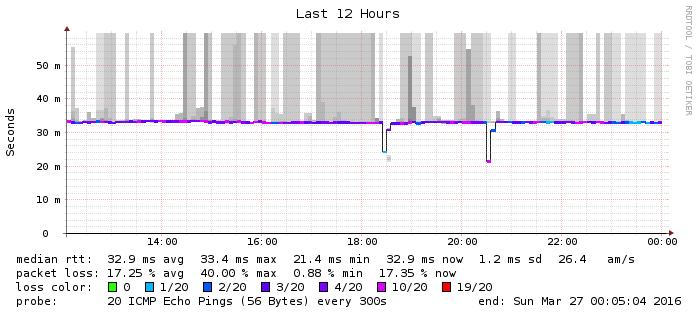 Last 12 Hours
RRDTOOL / TOBI OETIKER
Seconds
50 m
40 m
30 m
20 m
10 m
0
14:00 16:00 18:00 20:00 22:00 00:00
median rtt: 32.9 ms avg 33.4 max 21.4 min 32.9 now 1.2 ms sd 26.4 am/s
packet loss: 17.25 % avg 40.00 % max 0.88 % min 17.35 % now
loss color: 0 1/20 2/20 3/20 4/20 10/20 19/20
probe: 20 ICMP Echo Pings (56 Bytes) every 300s end: Sun Mar 27 00:05:04 2016